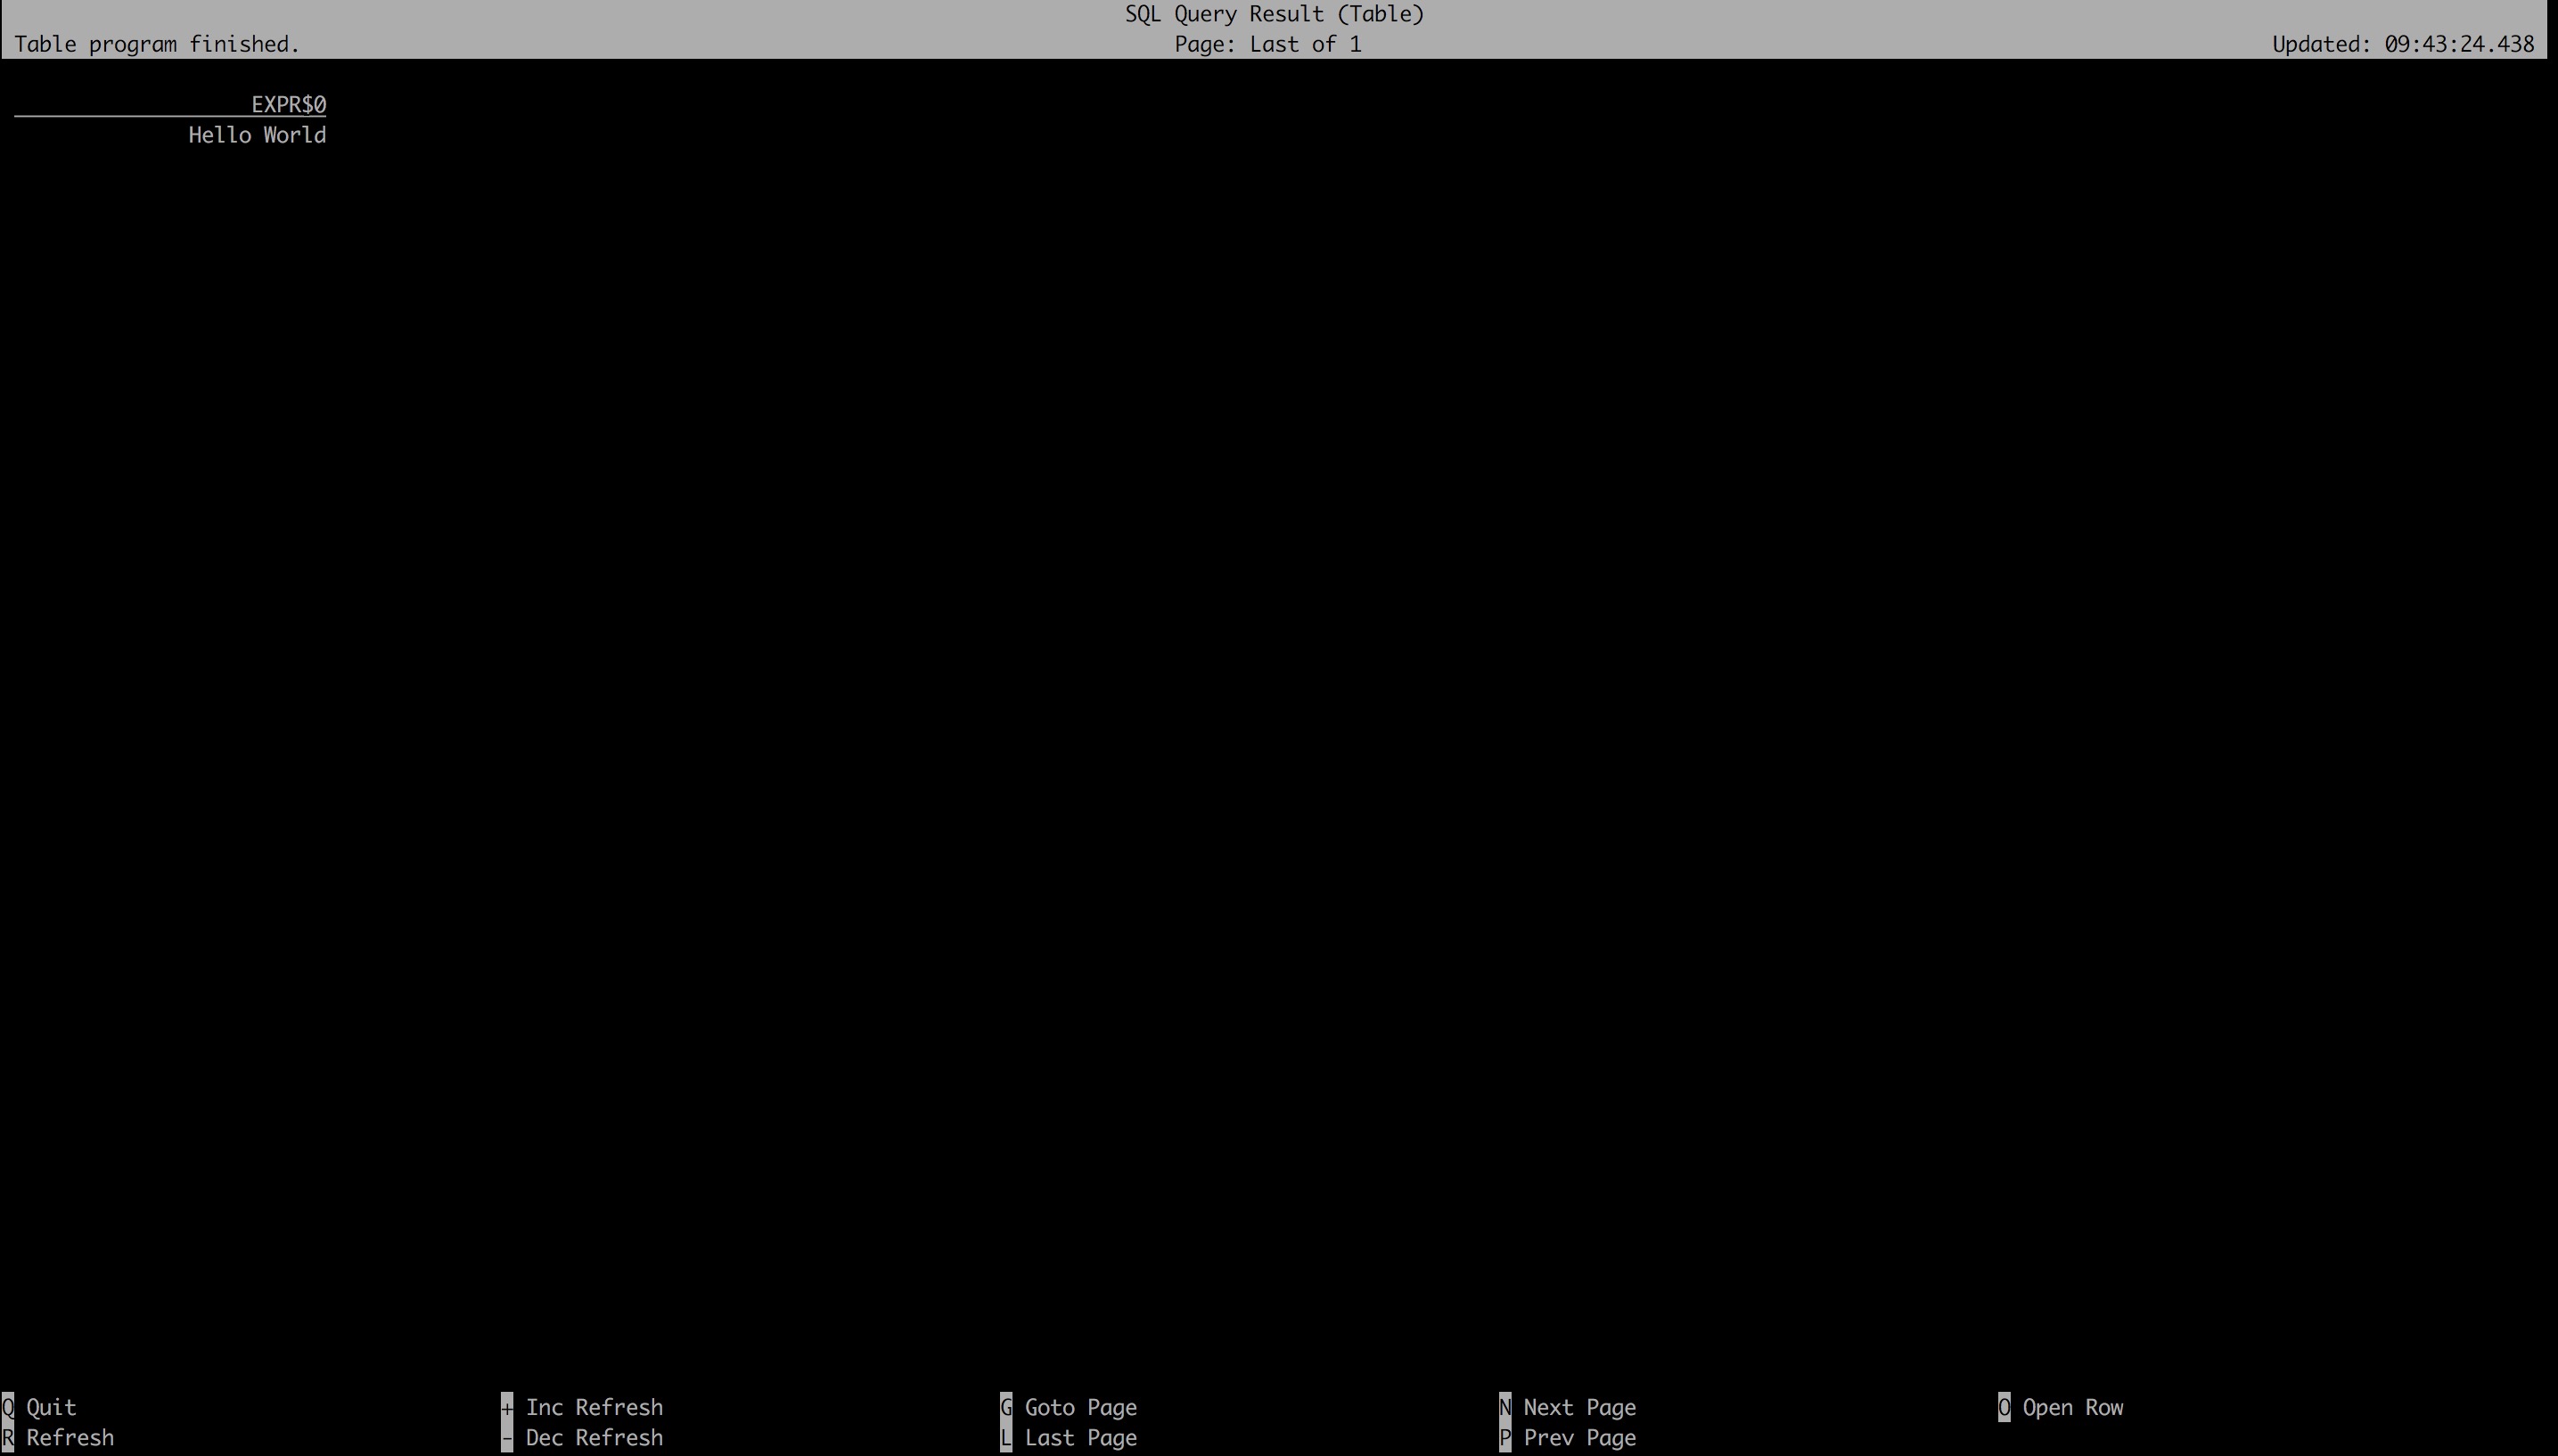 SQL Query Result (Table)
Table program finished. Page: Last of 1 Updated: 09:43:24.438
EXPR$0
Hello World
Q Quit + Inc Refresh G Goto Page N Next Page O Open Row
R Refresh - Dec Refresh L Last Page P Prev Page